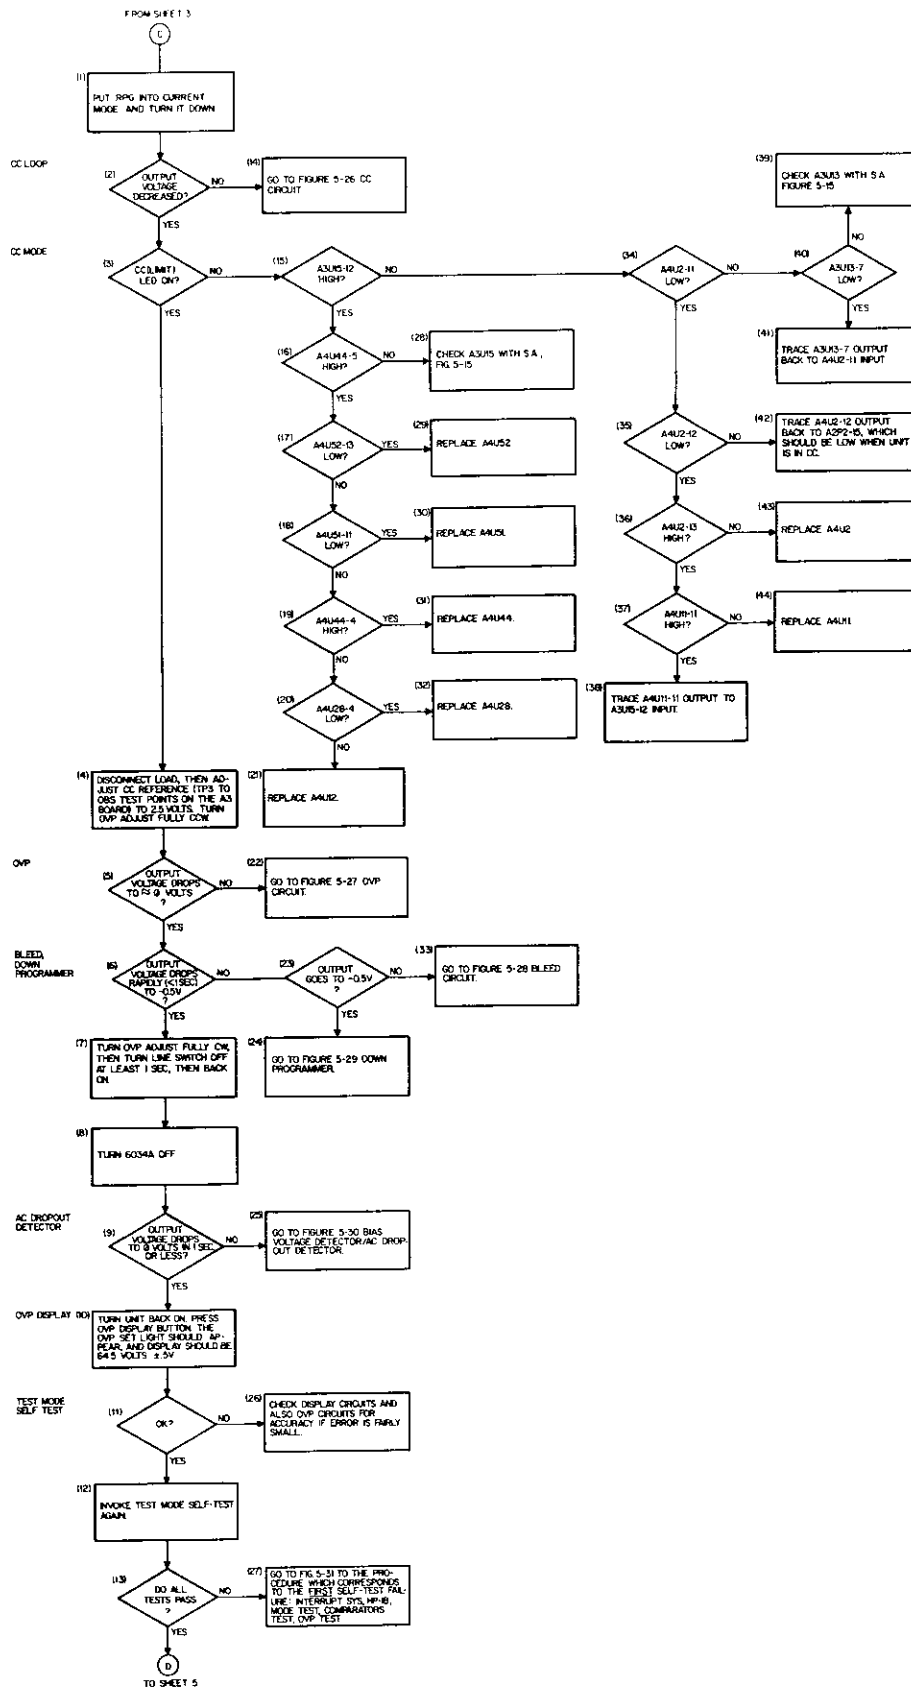 FROM SHEET 3
C
(1)
PUT RPG INTO CURRENT
MODE AND TURN IT DOWN
CC LOOP
(2)
OUTPUT
VOLTAGE
DECREASED?
NO
YES
(14)
GO TO FIGURE 5-26 CC
CIRCUIT
(39)
CHECK A3U13 WITH S.A
FIGURE 5-15
NO
CC MODE
(3)
CC(LIMIT)
LED ON?
NO
YES
(15)
A3U15-12
HIGH?
NO
YES
(34)
A4U2-11
LOW?
NO
YES
(40)
A3U13-7
LOW?
YES
(16)
A4U44-5
HIGH?
NO
YES
(28)
CHECK A3U15 WITH S.A.,
FIG. 5-15
(41)
TRACE A3U13-7 OUTPUT
BACK TO A4U2-11 INPUT
(17)
A4U52-13
LOW?
YES
NO
(29)
REPLACE A4U52
(35)
A4U2-12
LOW?
NO
YES
(42)
TRACE A4U2-12 OUTPUT
BACK TO A2P2-15, WHICH
SHOULD BE LOW WHEN UNIT
IS IN CC.
(18)
A4U51-11
LOW?
YES
NO
(30)
REPLACE A4U51.
(36)
A4U2-13
HIGH?
NO
YES
(43)
REPLACE A4U2
(19)
A4U44-4
HIGH?
YES
NO
(31)
REPLACE A4U44.
(37)
A4U11-11
HIGH?
NO
YES
(44)
REPLACE A4U11.
(20)
A4U28-4
LOW?
YES
NO
(32)
REPLACE A4U28.
(38)
TRACE A4U11-11 OUTPUT TO
A3U15-12 INPUT.
(4)
DISCONNECT LOAD, THEN AD-
JUST CC REFERENCE (TP3 TO
OBS TEST POINTS ON THE A3
BOARD) TO 2.5 VOLTS. TURN
OVP ADJUST FULLY CCW.
(21)
REPLACE A4U12.
OVP
(5)
OUTPUT
VOLTAGE DROPS
TO ≈ 0 VOLTS
?
NO
YES
(22)
GO TO FIGURE 5-27 OVP
CIRCUIT.
BLEED,
DOWN
PROGRAMMER
(6)
OUTPUT
VOLTAGE DROPS
RAPIDLY (<1SEC)
TO -0.5V
?
NO
YES
(23)
OUTPUT
GOES TO -0.5V
?
NO
YES
(33)
GO TO FIGURE 5-28 BLEED
CIRCUIT.
(7)
TURN OVP ADJUST FULLY CW,
THEN TURN LINE SWITCH OFF
AT LEAST 1 SEC, THEN BACK
ON.
(24)
GO TO FIGURE 5-29 DOWN
PROGRAMMER.
(8)
TURN 6034A OFF
AC DROPOUT
DETECTOR
(9)
OUTPUT
VOLTAGE DROPS
TO 0 VOLTS IN 1 SEC.
OR LESS?
NO
YES
(25)
GO TO FIGURE 5-30 BIAS
VOLTAGE DETECTOR/AC DROP-
OUT DETECTOR.
OVP DISPLAY (10)
TURN UNIT BACK ON. PRESS
OVP DISPLAY BUTTON. THE
OVP SET LIGHT SHOULD AP-
PEAR, AND DISPLAY SHOULD BE
64.5 VOLTS ±.5V
TEST MODE
SELF TEST
(11)
OK?
NO
YES
(26)
CHECK DISPLAY CIRCUITS AND
ALSO OVP CIRCUITS FOR
ACCURACY IF ERROR IS FAIRLY
SMALL.
(12)
INVOKE TEST MODE SELF-TEST
AGAIN.
(13)
DO ALL
TESTS PASS
?
NO
YES
(27)
GO TO FIG. 5-31 TO THE PRO-
CEDURE WHICH CORRESPONDS
TO THE FIRST SELF-TEST FAIL-
URE: INTERRUPT SYS, HP-IB,
MODE TEST, COMPARATORS
TEST, OVP TEST
D
TO SHEET 5